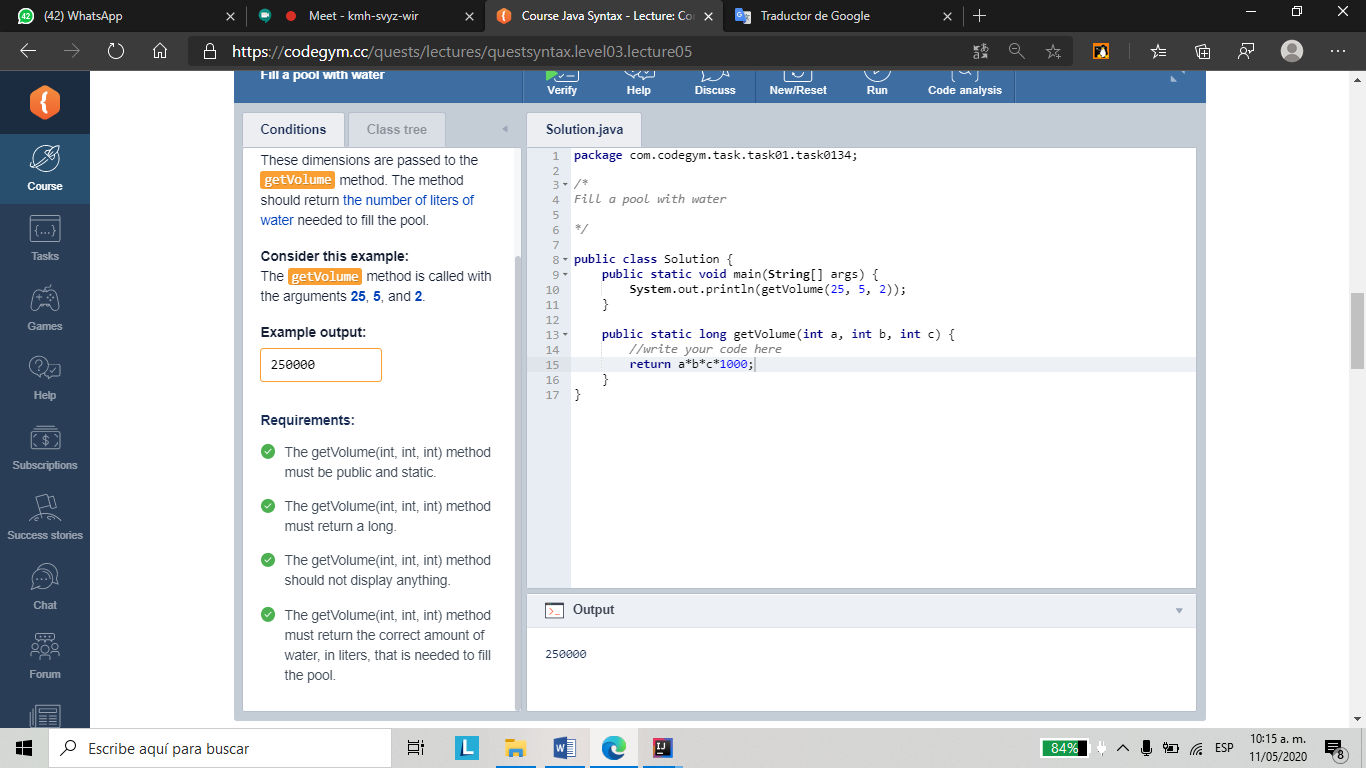 (42) WhatsApp
Meet - kmh-svyz-wir
Course Java Syntax - Lecture: Co
Traductor de Google
https://codegym.cc/quests/lectures/questsyntax.level03.lecture05
Fill a pool with water
Verify
Help
Discuss
New/Reset
Run
Code analysis
Course
Tasks
Games
Help
Subscriptions
Success stories
Chat
Forum
Conditions
Class tree
These dimensions are passed to the
getVolume method. The method
should return the number of liters of
water needed to fill the pool.
Consider this example:
The getVolume method is called with
the arguments 25, 5, and 2.
Example output:
250000
Requirements:
The getVolume(int, int, int) method
must be public and static.
The getVolume(int, int, int) method
must return a long.
The getVolume(int, int, int) method
should not display anything.
The getVolume(int, int, int) method
must return the correct amount of
water, in liters, that is needed to fill
the pool.
Solution.java
1 package com.codegym.task.task01.task0134;
2
3 /*
4 Fill a pool with water
5
6 */
7
8 public class Solution {
9 public static void main(String[] args) {
10 System.out.println(getVolume(25, 5, 2));
11 }
12
13 public static long getVolume(int a, int b, int c) {
14 //write your code here
15 return a*b*c*1000;
16 }
17 }
Output
250000
Escribe aquí para buscar
84%
ESP
10:15 a. m.
11/05/2020
8